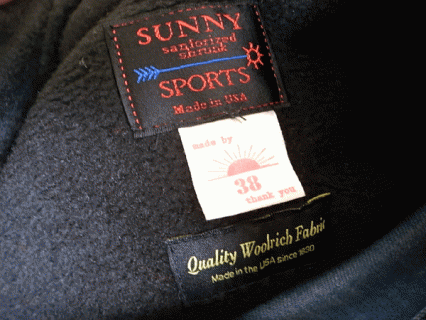 SUNNY
sanforized
shrunk
SPORTS
Made in USA
made by
38
thank you
Quality Woolrich Fabric
Made in the USA since 1830